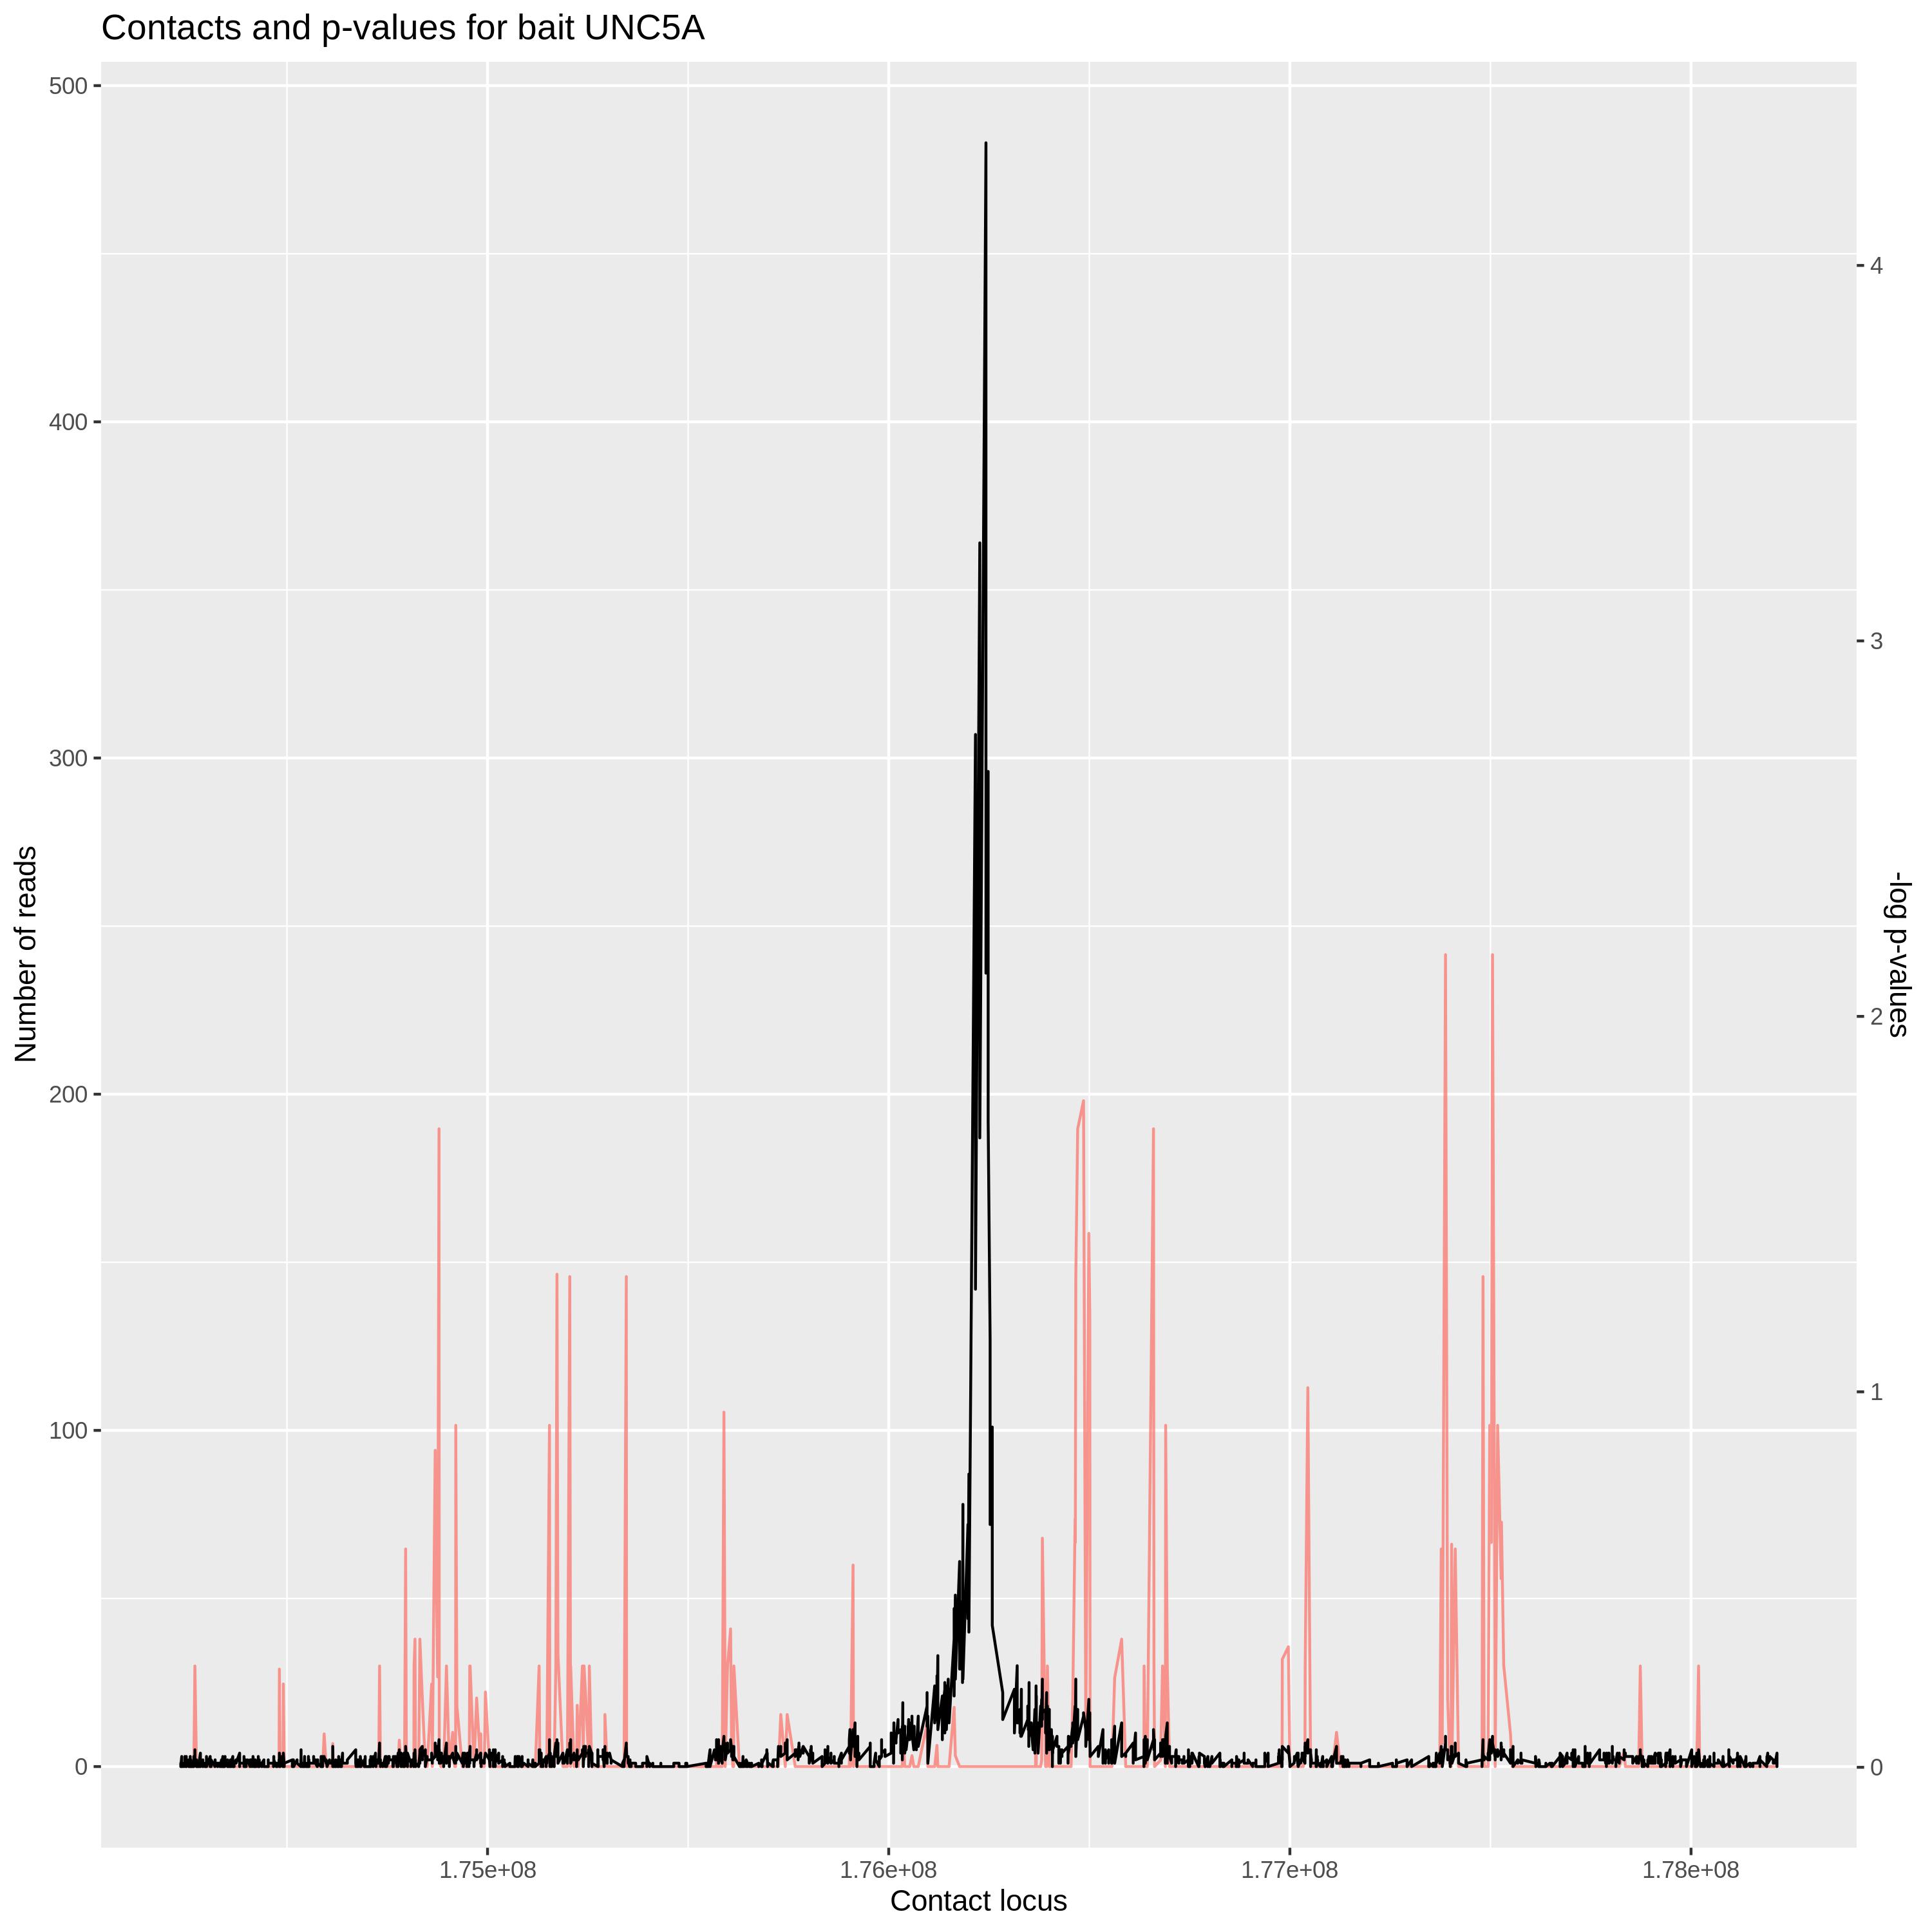 Contacts and p-values for bait UNC5A
500
400
300
200
100
0
Number of reads
4
3
2
1
0
-log p-values
1.75e+08 1.76e+08 1.77e+08 1.78e+08
Contact locus